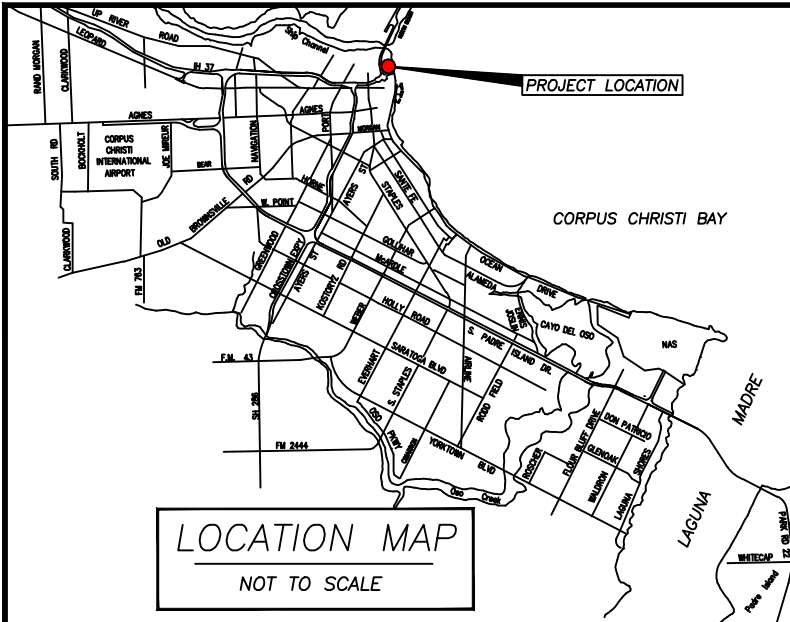 UP RIVER
ROAD
LEOPARD
Ship Channel
RAND MORGAN
CLARKWOOD
IH 37
PROJECT LOCATION
AGNES
AGNES
PORT
NAVIGATION
MORGAN
SOUTH RD
BOCKHOLT
CORPUS
CHRISTI
INTERNATIONAL
AIRPORT
JOE MIREUR
BEAR
HORNE
AYERS ST
STAPLES
SANTA FE
OLD
BROWNSVILLE
RD
W. POINT
CORPUS CHRISTI BAY
CLARKWOOD
FM 763
GREENWOOD
CROSSTOWN EXPY
AYERS ST
KOSTORYZ RD
WEBER
GOLLIHAR
McARDLE
ALAMEDA
OCEAN
DRIVE
HOLLY ROAD
S. PADRE
ISLAND DR.
CAYO DEL OSO
NAS
F.M. 43
SH 286
EVERHART
SARATOGA BLVD
S. STAPLES
AIRLINE
RODD FIELD
MADRE
FM 2444
OSO
PKWY
CIMARRON
YORKTOWN
BLVD
ROSCHER
FLOUR BLUFF DRIVE
DON PATRICIO
GLENOAK
WALDRON
LAGUNA
SHORES
Oso Creek
LAGUNA
PARK RD 22
WHITECAP
Padre Island
LOCATION MAP
NOT TO SCALE